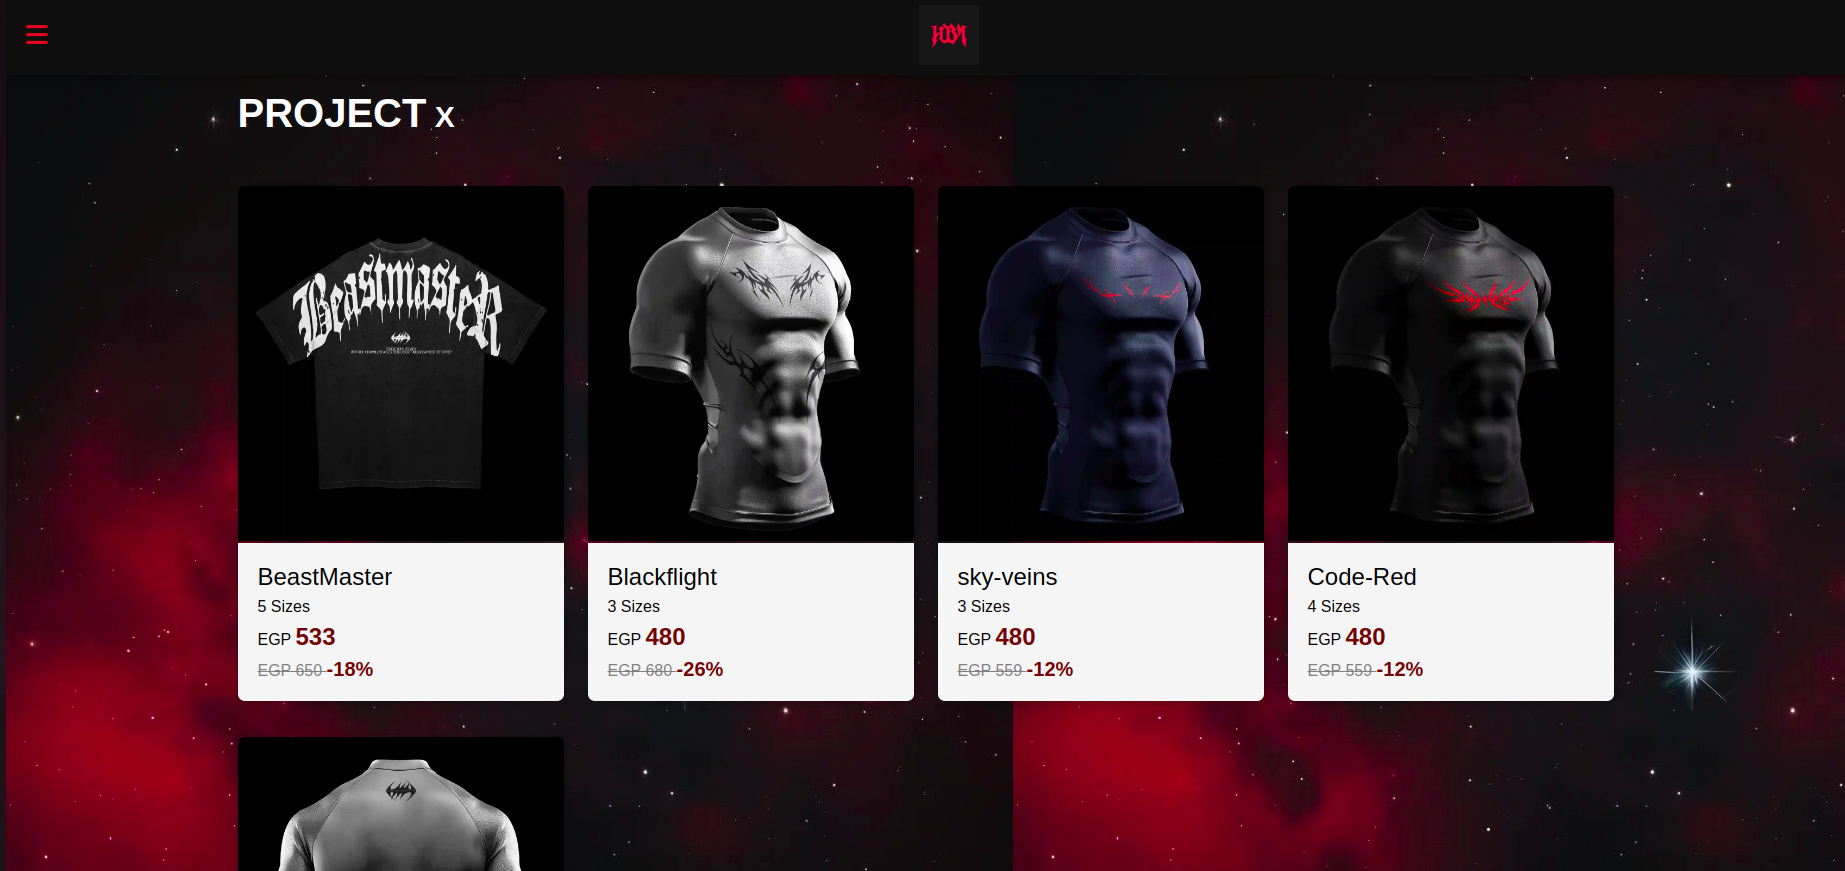 HBM
PROJECT X
BeastmasteR
BeastMaster
5 Sizes
EGP 533
EGP 650 -18%
Blackflight
3 Sizes
EGP 480
EGP 680 -26%
sky-veins
3 Sizes
EGP 480
EGP 559 -12%
Code-Red
4 Sizes
EGP 480
EGP 559 -12%